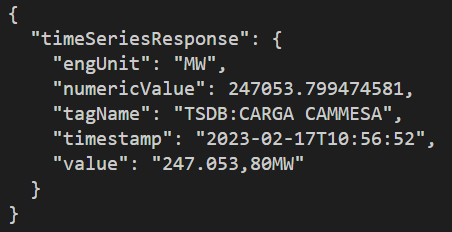 {
  "timeSeriesResponse": {
    "engUnit": "MW",
    "numericValue": 247053.799474581,
    "tagName": "TSDB:CARGA CAMMESA",
    "timestamp": "2023-02-17T10:56:52",
    "value": "247.053,80MW"
  }
}